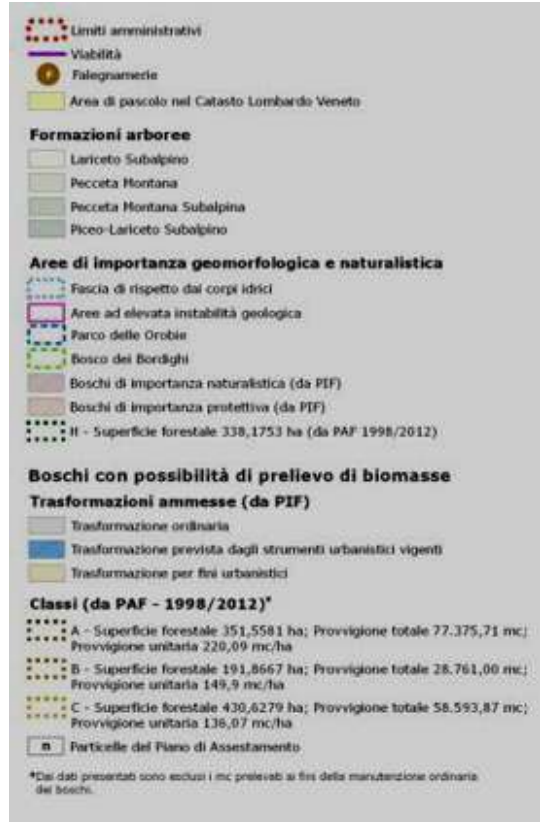 Limiti amministrativi
Viabilità
Falegnamerie
Area di pascolo nel Catasto Lombardo Veneto
Formazioni arboree
Lariceto Subalpino
Pecceta Montana
Pecceta Montana Subalpina
Piceo-Lariceto Subalpino
Aree di importanza geomorfologica e naturalistica
Fascia di rispetto dai corpi idrici
Aree ad elevata instabilità geologica
Parco delle Orobie
Bosco dei Bordighi
Boschi di importanza naturalistica (da PIF)
Boschi di importanza protettiva (da PIF)
H - Superficie forestale 338,1753 ha (da PAF 1998/2012)
Boschi con possibilità di prelievo di biomasse
Trasformazioni ammesse (da PIF)
Trasformazione ordinaria
Trasformazione prevista dagli strumenti urbanistici vigenti
Trasformazione per fini urbanistici
Classi (da PAF - 1998/2012)*
A - Superficie forestale 351,5581 ha; Provvigione totale 77.375,71 mc;
Provvigione unitaria 220,09 mc/ha
B - Superficie forestale 191,8667 ha; Provvigione totale 28.761,00 mc;
Provvigione unitaria 149,9 mc/ha
C - Superficie forestale 430,6279 ha; Provvigione totale 58.593,87 mc;
Provvigione unitaria 136,07 mc/ha
n Particelle del Piano di Assestamento
*Dai dati presentati sono esclusi i mc prelevati ai fini della manutenzione ordinaria
dei boschi.